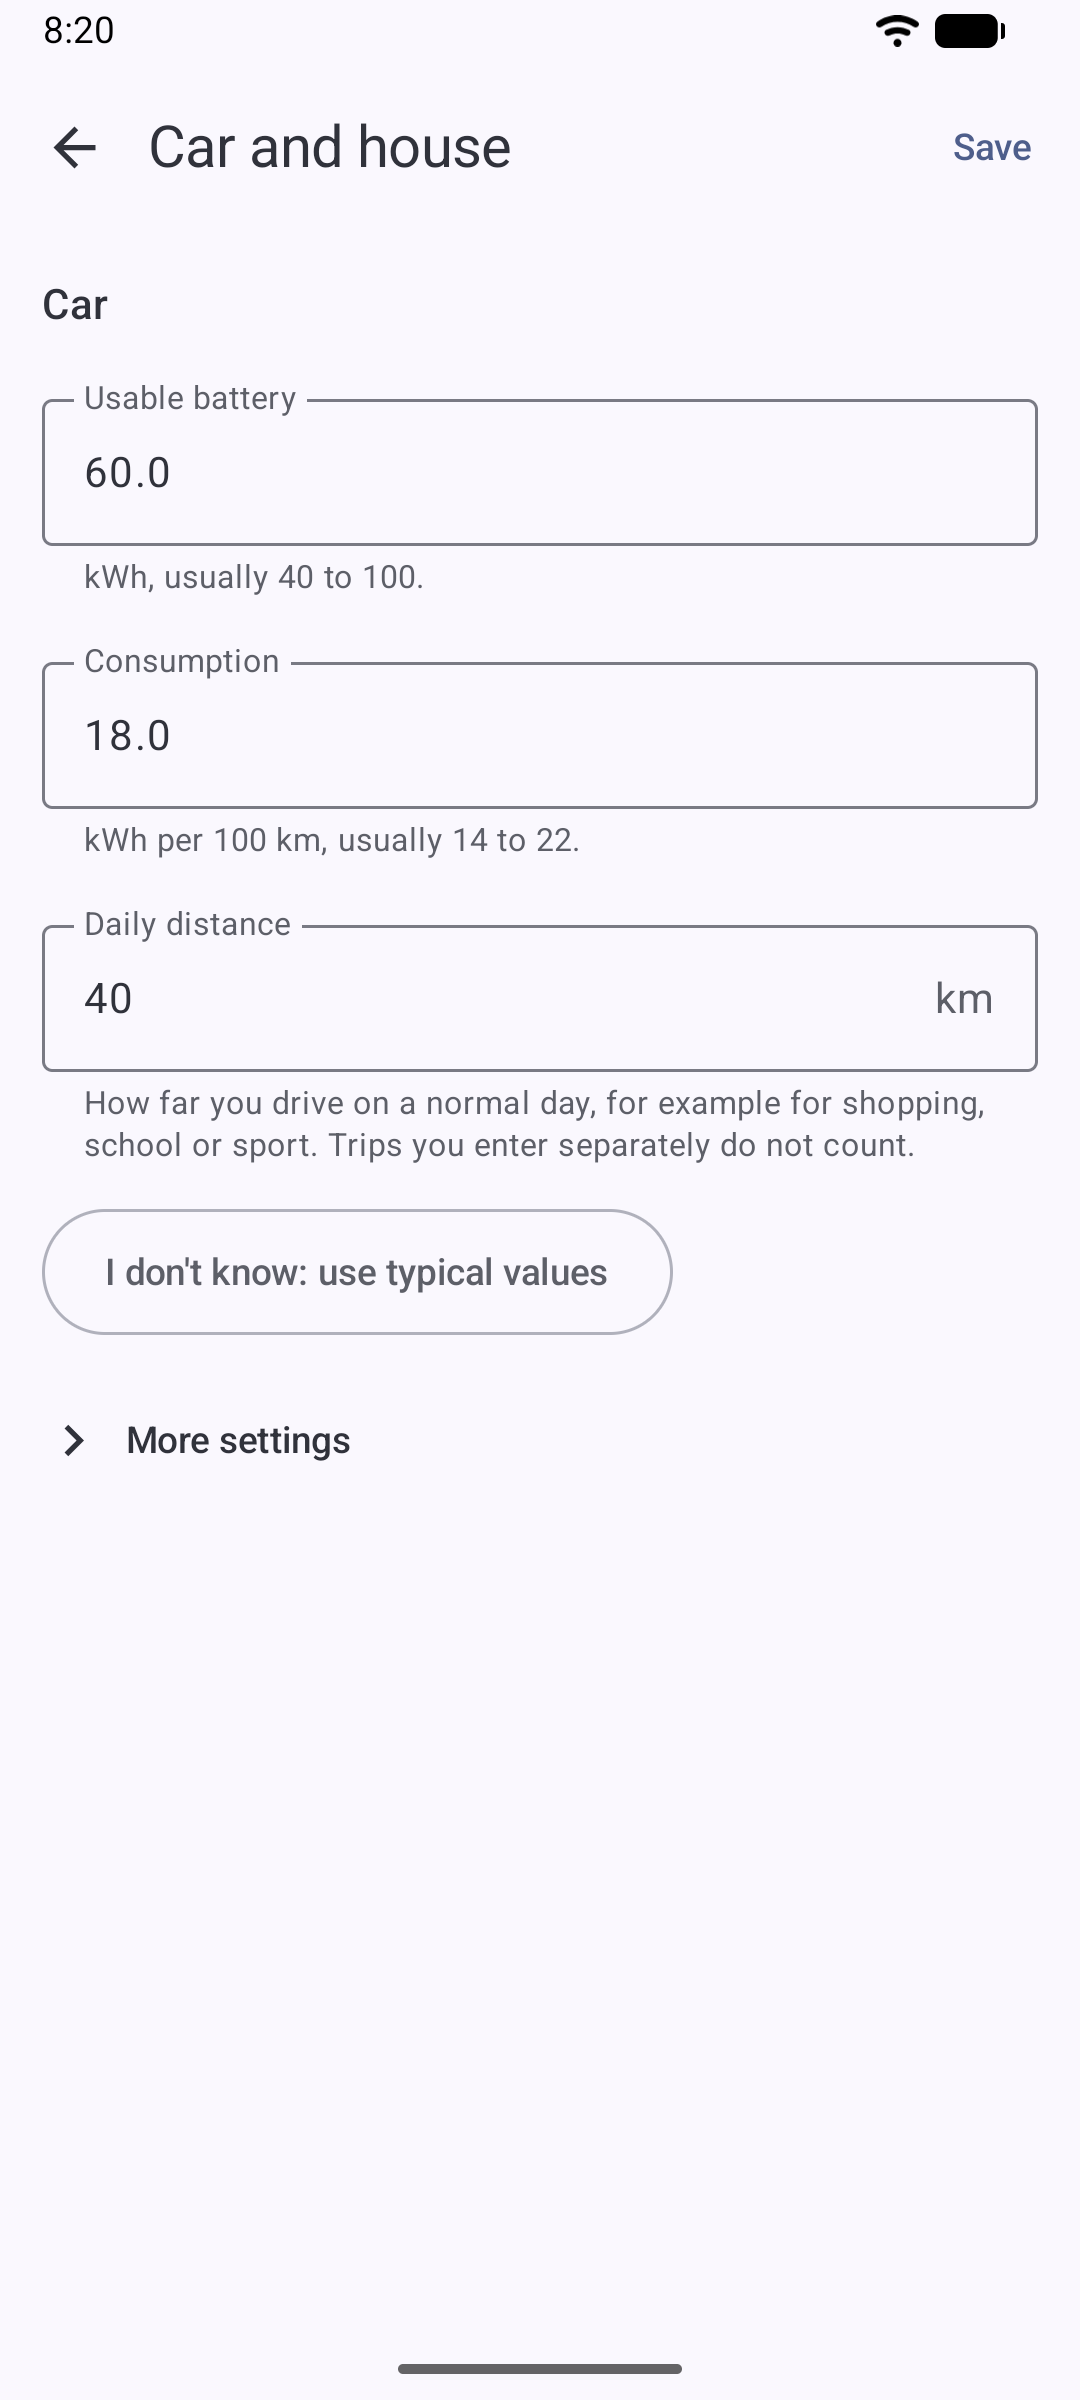 8:20
Car and house
Save
Car
Usable battery
60.0
kWh, usually 40 to 100.
Consumption
18.0
kWh per 100 km, usually 14 to 22.
Daily distance
40
km
How far you drive on a normal day, for example for shopping,
school or sport. Trips you enter separately do not count.
I don't know: use typical values
More settings